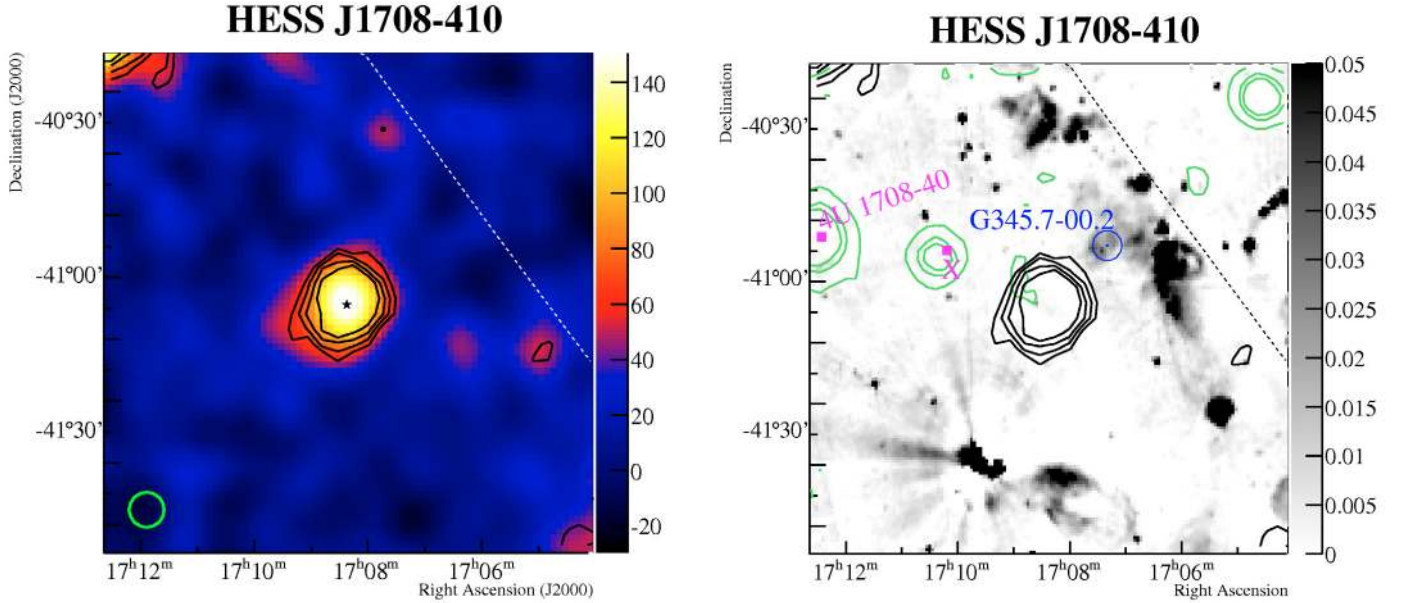 HESS J1708-410
Declination (J2000)
-40°30'
-41°00'
-41°30'
17h12m
17h10m
17h08m
17h06m
Right Ascension (J2000)
140
120
100
80
60
40
20
0
-20
HESS J1708-410
Declination
-40°30'
-41°00'
-41°30'
4U 1708-40
X
G345.7-00.2
17h12m
17h10m
17h08m
17h06m
Right Ascension
0.05
0.045
0.04
0.035
0.03
0.025
0.02
0.015
0.01
0.005
0